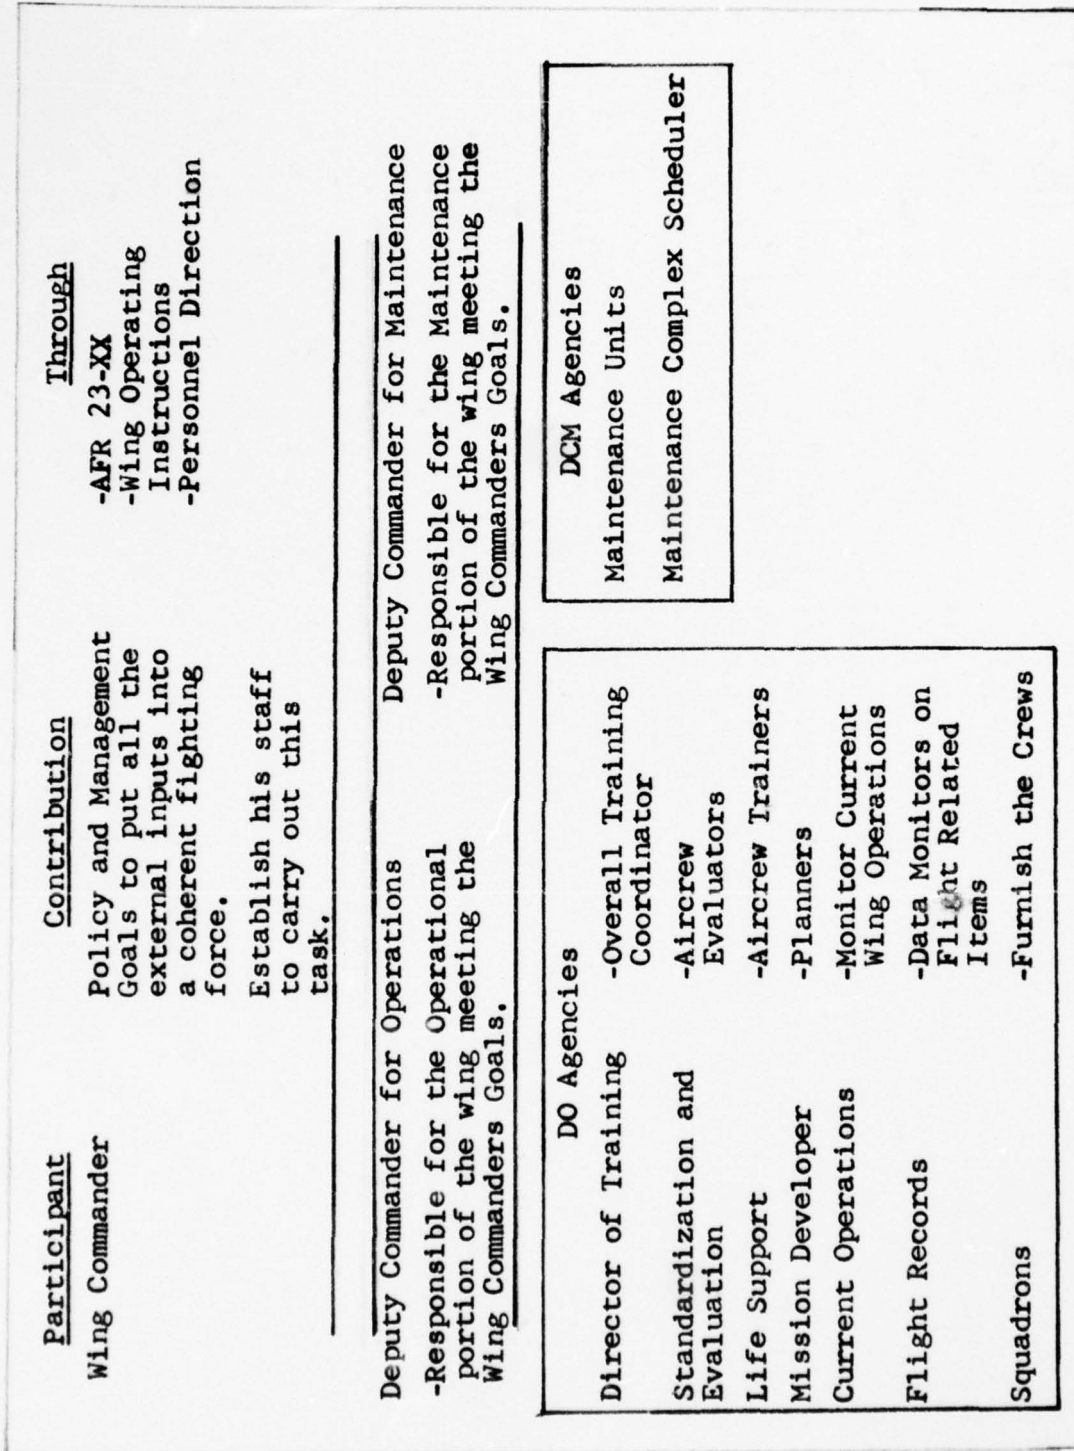 Participant Contribution Through
Wing Commander Policy and Management -AFR 23-XX
Goals to put all the -Wing Operating
external inputs into Instructions
a coherent fighting -Personnel Direction
force.
Establish his staff
to carry out this
task.
Deputy Commander for Operations Deputy Commander for Maintenance
-Responsible for the Operational -Responsible for the Maintenance
portion of the wing meeting the portion of the wing meeting the
Wing Commanders Goals. Wing Commanders Goals.
DO Agencies
Director of Training -Overall Training
Coordinator
Standardization and -Aircrew
Evaluation Evaluators
Life Support -Aircrew Trainers
Mission Developer -Planners
Current Operations -Monitor Current
Wing Operations
Flight Records -Data Monitors on
Flight Related
Items
Squadrons -Furnish the Crews
DCM Agencies
Maintenance Units
Maintenance Complex Scheduler